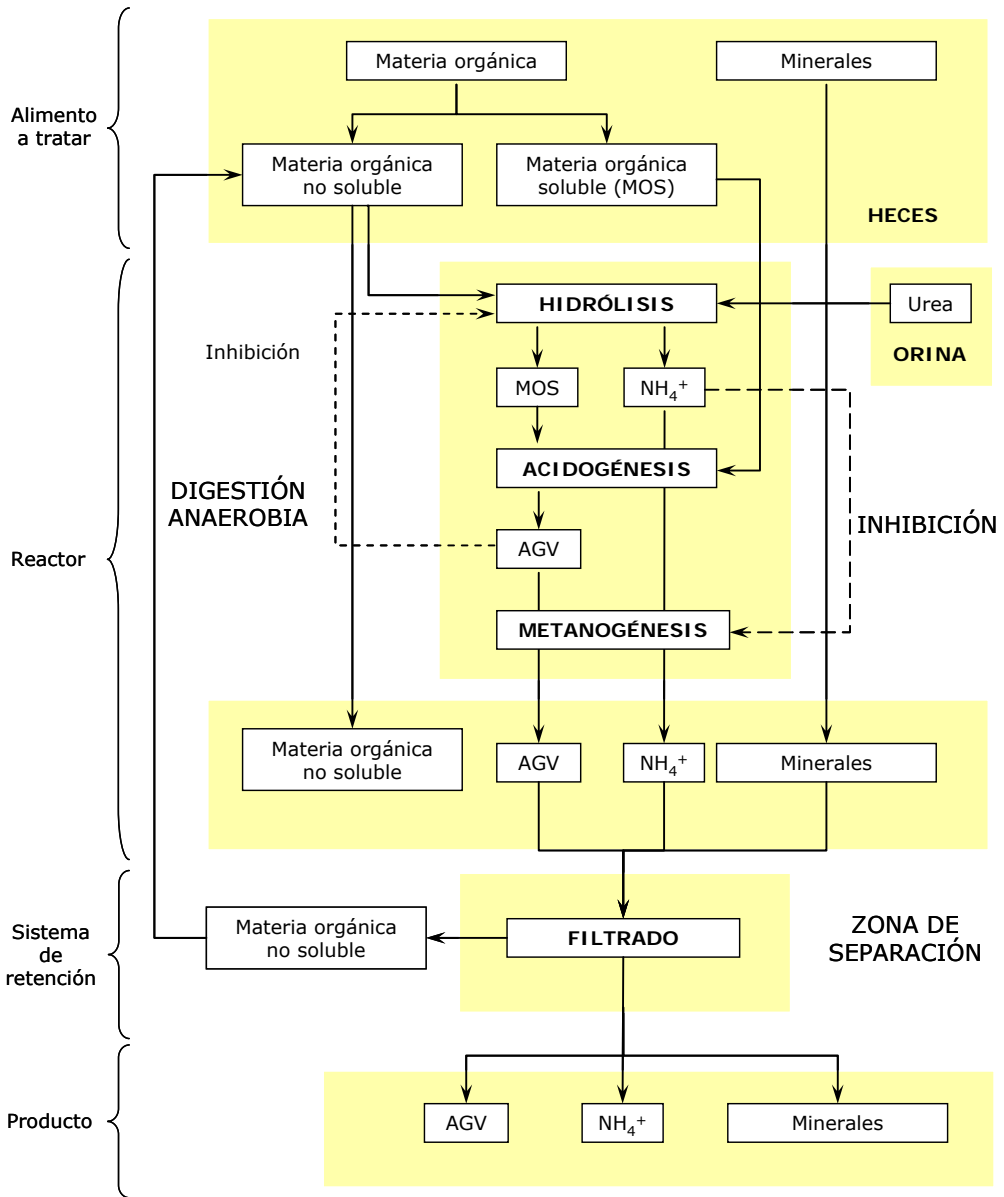 Materia orgánica
Minerales
Alimento
a tratar
Materia orgánica
no soluble
Materia orgánica
soluble (MOS)
HECES
HIDRÓLISIS
Urea
ORINA
Inhibición
MOS
NH₄⁺
ACIDOGÉNESIS
DIGESTIÓN
ANAEROBIA
INHIBICIÓN
AGV
Reactor
METANOGÉNESIS
Materia orgánica
no soluble
AGV
NH₄⁺
Minerales
Sistema
de
retención
Materia orgánica
no soluble
FILTRADO
ZONA DE
SEPARACIÓN
Producto
AGV
NH₄⁺
Minerales